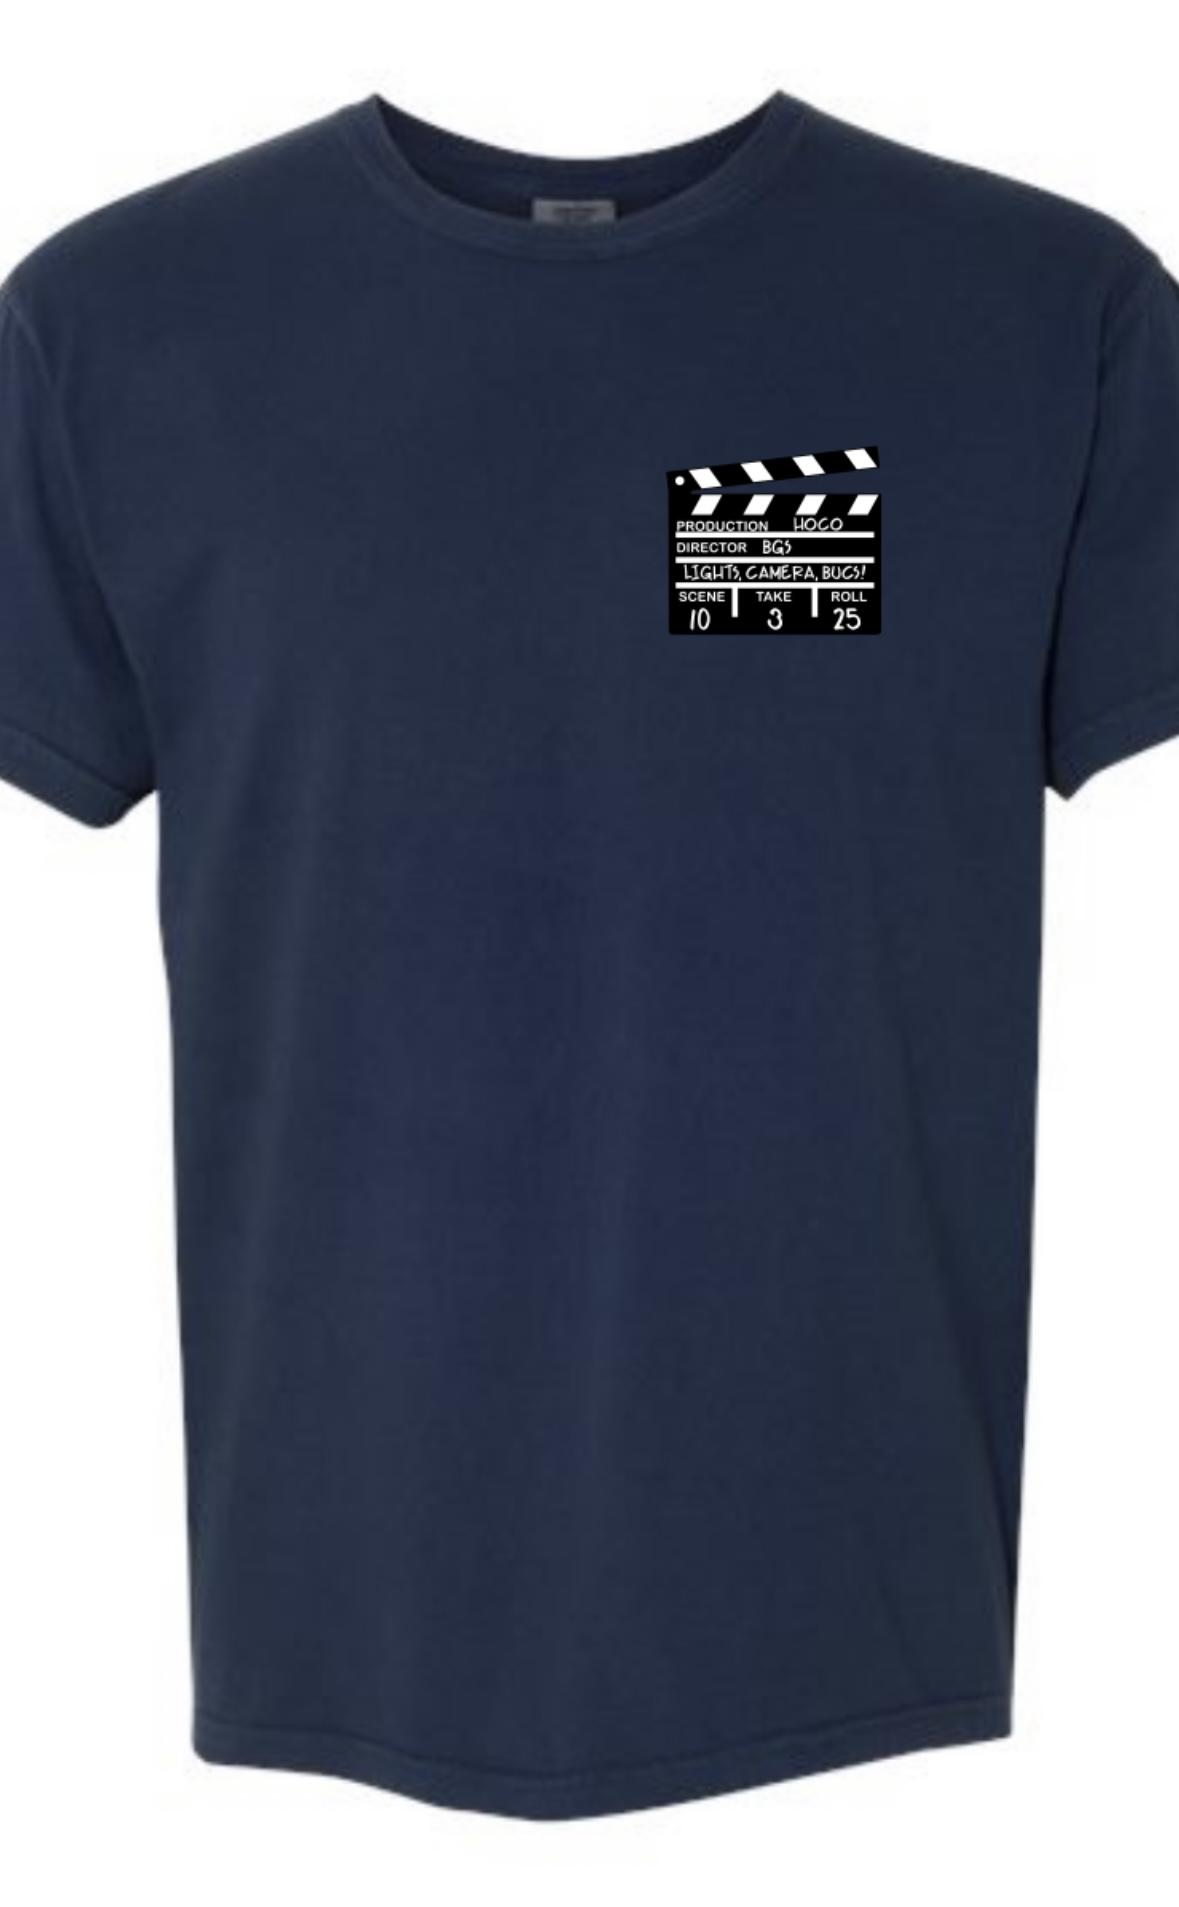 PRODUCTION HOCO
DIRECTOR BGS
LIGHTS, CAMERA, BUCS!
SCENE TAKE ROLL
10 3 25